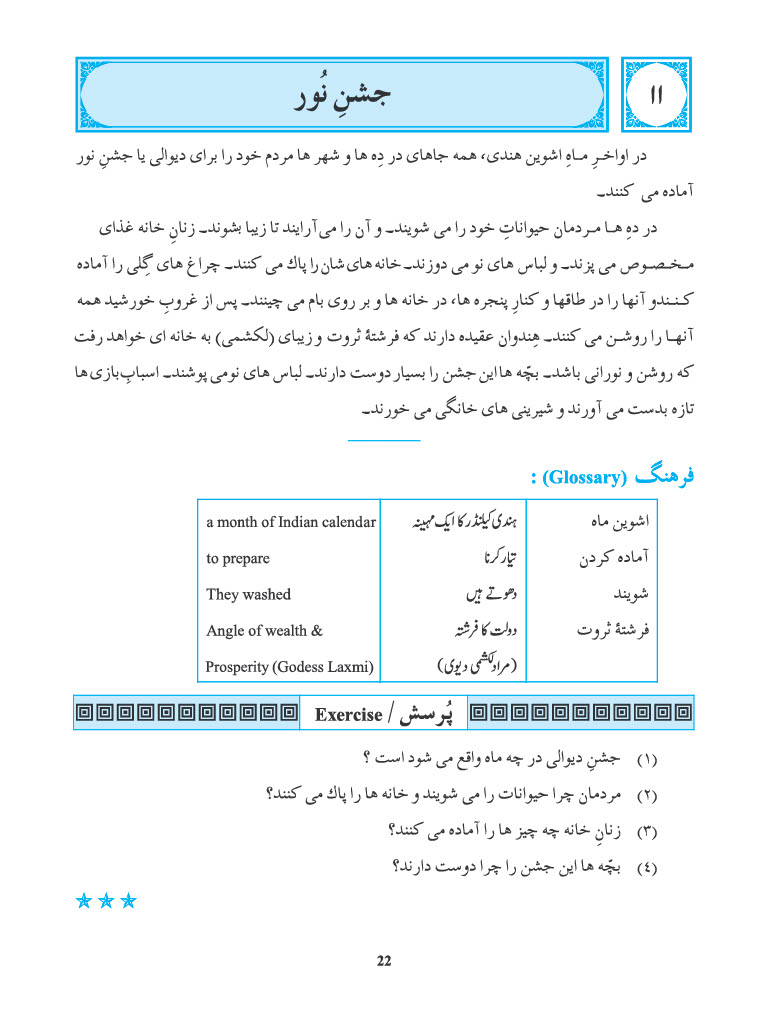 ۱۱
جشنِ نُور
در اواخرِ ماہِ اشوین هندی، همه جاهای در دِه ها و شهر ها مردم خود را برای دیوالی یا جشنِ نور
آماده می کنند۔
در دہِ ها مردمان حیواناتِ خود را می شویند۔ و آن را می‌آرایند تا زیبا بشوند۔ زنانِ خانه غذای
مخصوص می پزند۔ و لباس های نو می دوزند۔ خانه های شان را پاك می کنند۔ چراغ های گِلی را آماده
کنندو آنها را در طاقها و کنارِ پنجره ها، در خانه ها و بر روی بام می چینند۔ پس از غروبِ خورشید همه
آنها را روشن می کنند۔ هِندوان عقیده دارند که فرشتهٔ ثروت و زیبای (لکشمی) به خانه ای خواهد رفت
که روشن و نورانی باشد۔ بچّه ها این جشن را بسیار دوست دارند۔ لباس های نومی پوشند۔ اسبابِ بازی ها
تازه بدست می آورند و شیرینی های خانگی می خورند۔
فرهنگ (Glossary) :
اشوین ماه ہندی کیلنڈر کا ایک مہینہ a month of Indian calendar
آماده کردن تیار کرنا to prepare
شویند دھوتے ہیں They washed
فرشتهٔ ثروت دولت کا فرشتہ Angle of wealth &
(مراد لکشمی دیوی) Prosperity (Godess Laxmi)
پُرسش / Exercise
(۱) جشنِ دیوالی در چه ماه واقع می شود است ؟
(۲) مردمان چرا حیوانات را می شویند و خانه ها را پاك می کنند؟
(۳) زنانِ خانه چه چیز ها را آماده می کنند؟
(٤) بچّه ها این جشن را چرا دوست دارند؟
22